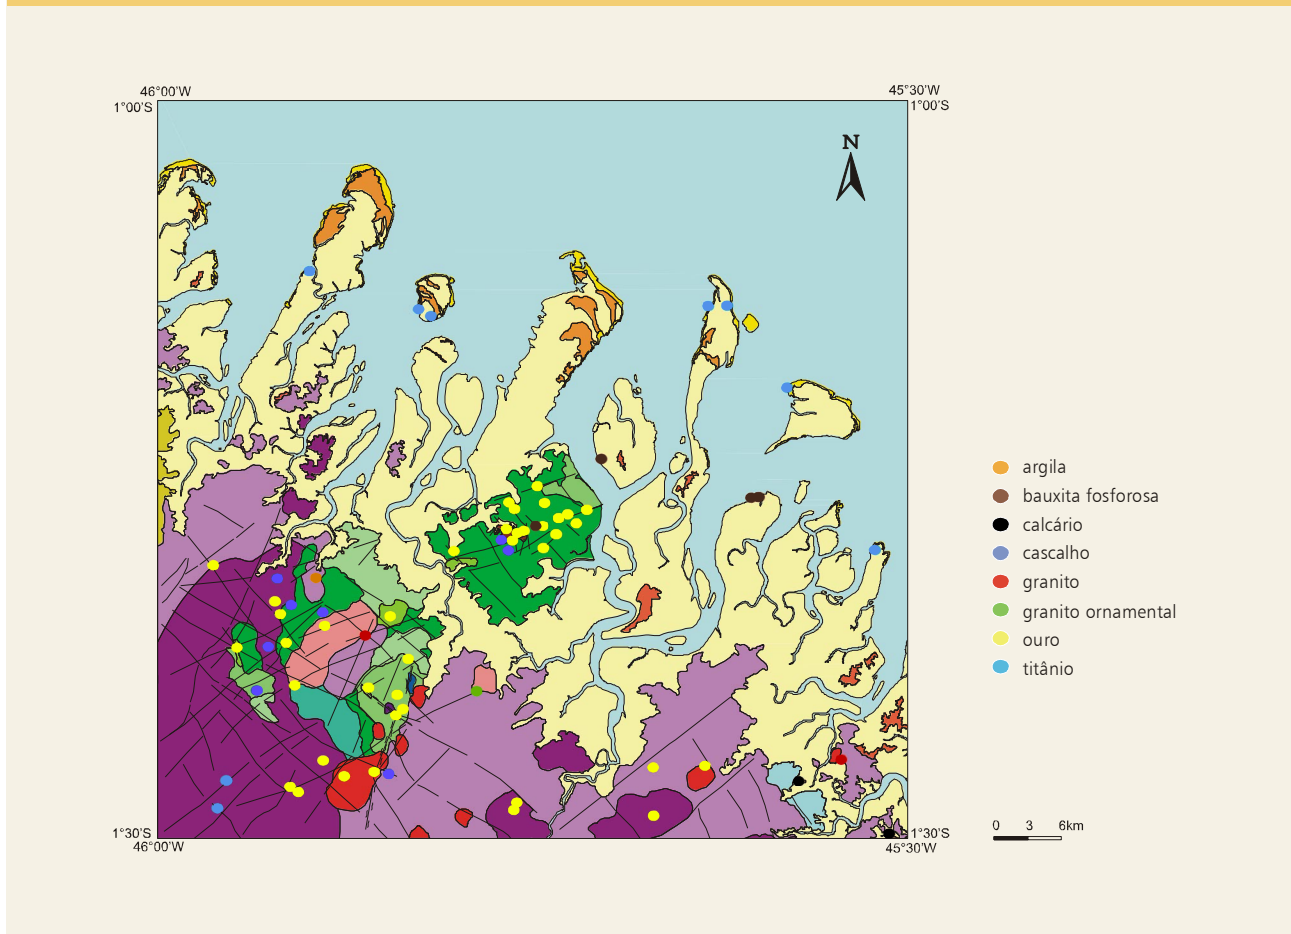 46°00'W
45°30'W
1°00'S
1°00'S
N
argila
bauxita fosforosa
calcário
cascalho
granito
granito ornamental
ouro
titânio
0 3 6km
1°30'S
1°30'S
46°00'W
45°30'W